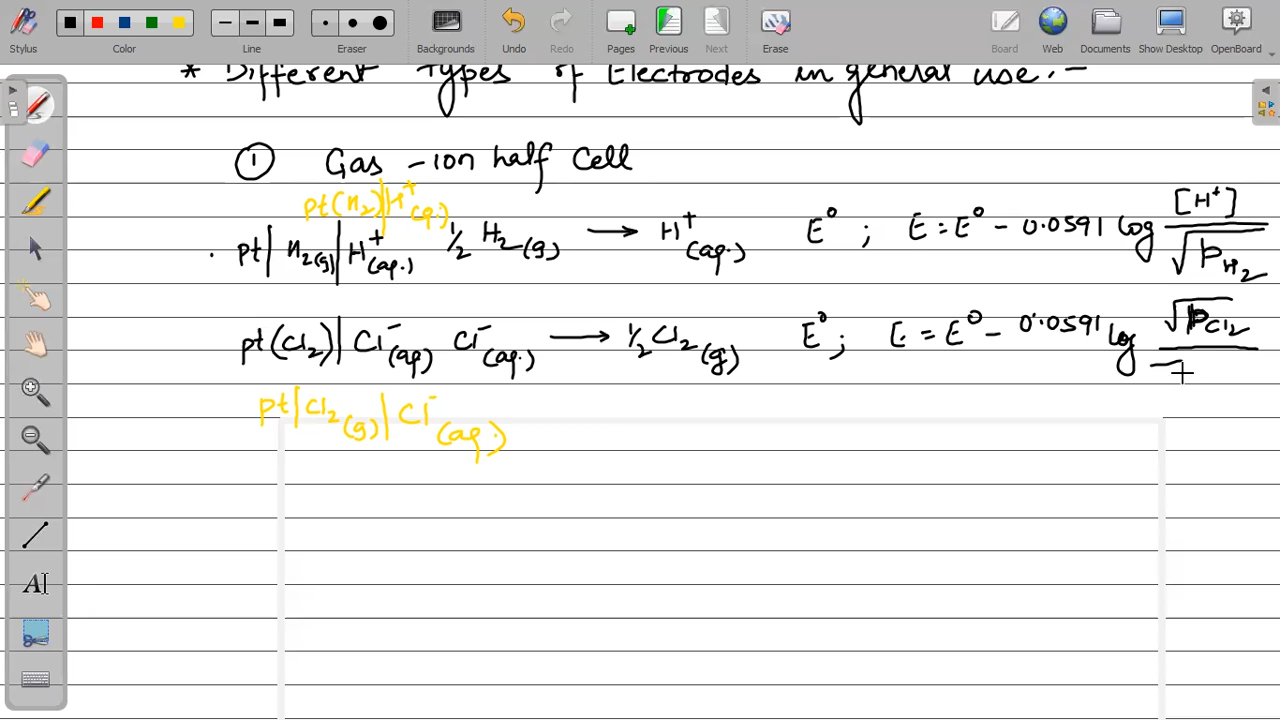 Stylus Color Line Eraser Backgrounds Undo Redo Pages Previous Next Erase Board Web Documents Show Desktop OpenBoard
* Different Types of Electrodes in general use :-
① Gas - ion half Cell
pt(H2)|H+(aq.)
pt| H2(g)|H+(aq.) 1/2 H2(g) → H+(aq.) E° ; E = E° - 0.0591 log [H+]/√pH2
pt(Cl2)|Cl-(aq) Cl-(aq.) → 1/2 Cl2(g) E° ; E = E° - 0.0591 log √pCl2
pt|Cl2(g)|Cl-(aq.)